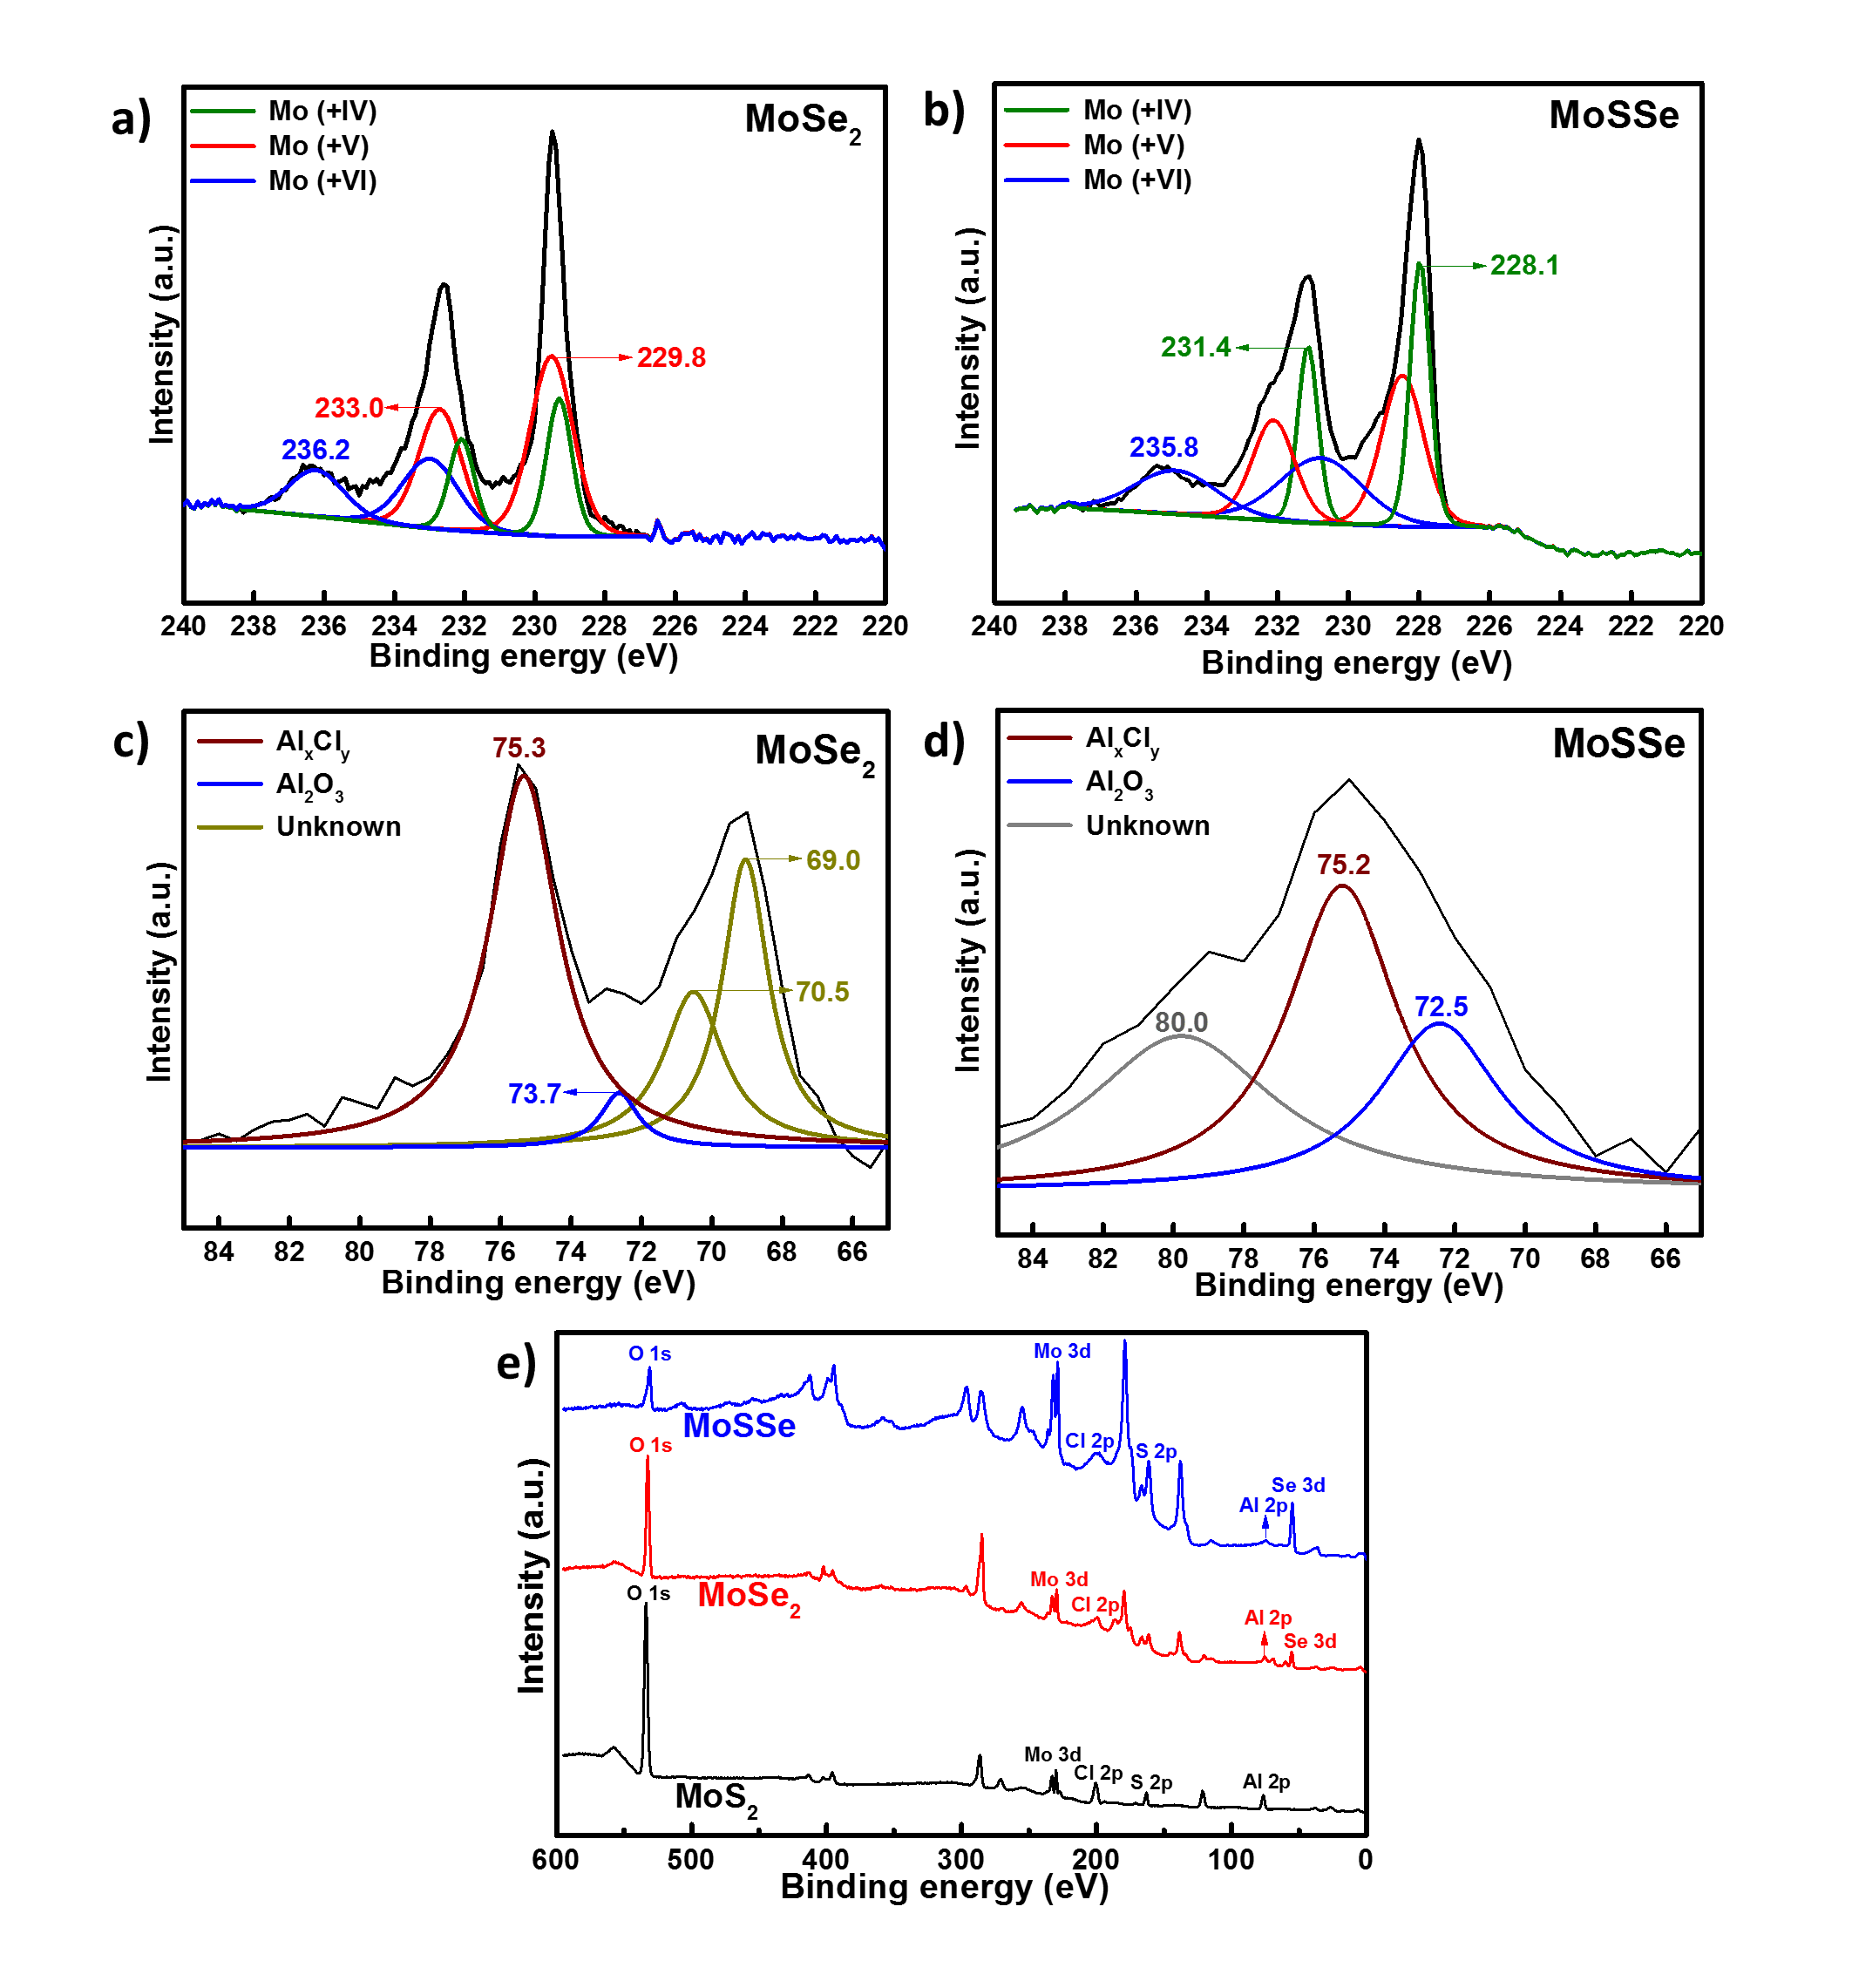 a)
Mo (+IV)
Mo (+V)
Mo (+VI)
MoSe2
229.8
233.0
236.2
Intensity (a.u.)
240 238 236 234 232 230 228 226 224 222 220
Binding energy (eV)
b)
Mo (+IV)
Mo (+V)
Mo (+VI)
MoSSe
228.1
231.4
235.8
Intensity (a.u.)
240 238 236 234 232 230 228 226 224 222 220
Binding energy (eV)
c)
AlxCly
Al2O3
Unknown
MoSe2
75.3
69.0
70.5
73.7
Intensity (a.u.)
84 82 80 78 76 74 72 70 68 66
Binding energy (eV)
d)
AlxCly
Al2O3
Unknown
MoSSe
75.2
72.5
80.0
Intensity (a.u.)
84 82 80 78 76 74 72 70 68 66
Binding energy (eV)
e)
O 1s
Mo 3d
MoSSe
Cl 2p
S 2p
Al 2p
Se 3d
O 1s
MoSe2
Mo 3d
Cl 2p
Al 2p
Se 3d
O 1s
MoS2
Mo 3d
Cl 2p
S 2p
Al 2p
Intensity (a.u.)
600 500 400 300 200 100 0
Binding energy (eV)